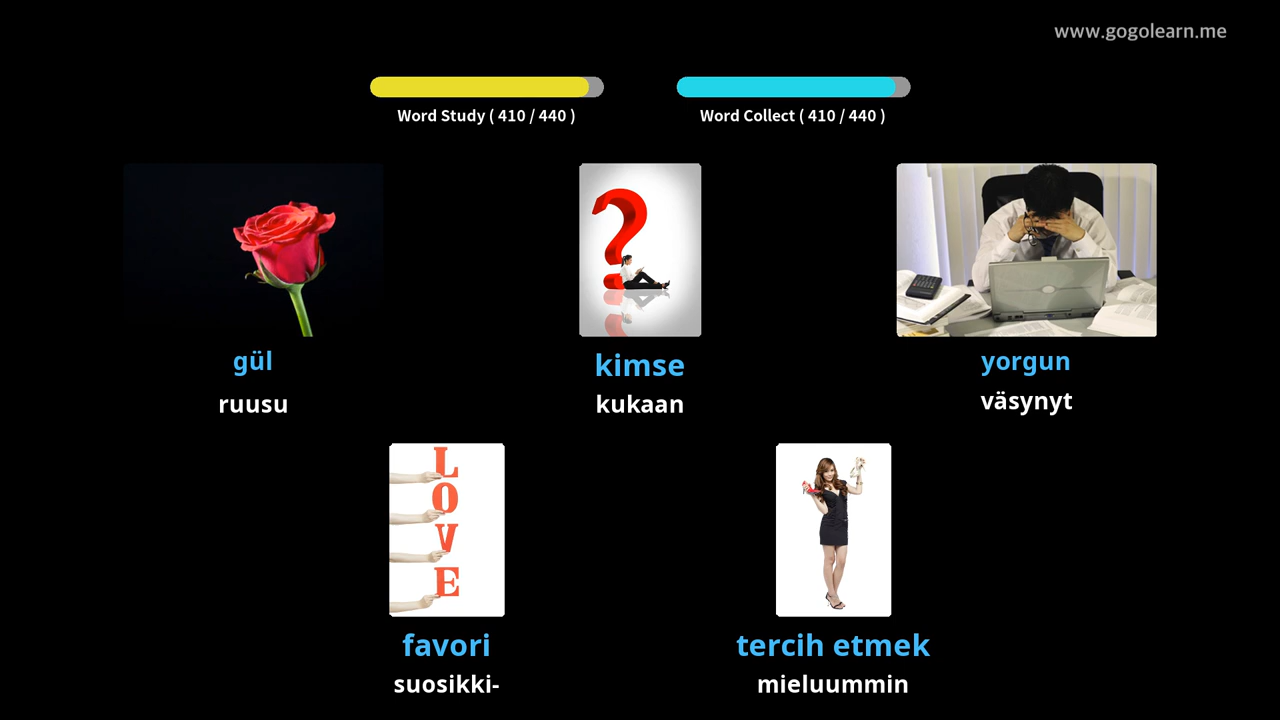 www.gogolearn.me
Word Study ( 410 / 440 )
Word Collect ( 410 / 440 )
gül
ruusu
kimse
kukaan
yorgun
väsynyt
LOVE
favori
suosikki-
tercih etmek
mieluummin